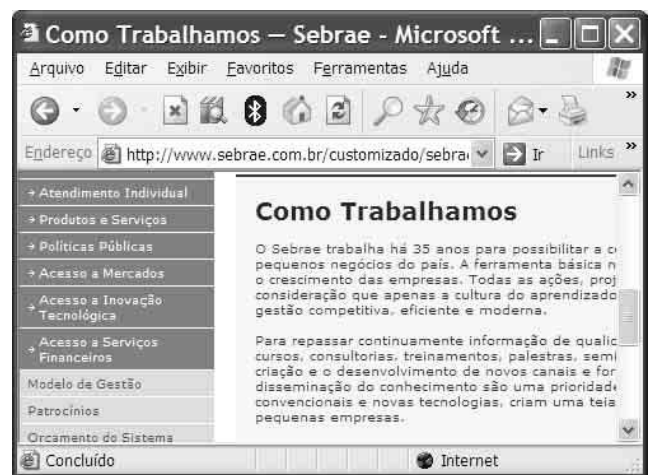 Como Trabalhamos — Sebrae - Microsoft ...
Arquivo Editar Exibir Favoritos Ferramentas Ajuda
Endereço http://www.sebrae.com.br/customizado/sebra Ir Links
Atendimento Individual
Produtos e Serviços
Políticas Públicas
Acesso a Mercados
Acesso a Inovação
Tecnológica
Acesso a Serviços
Financeiros
Modelo de Gestão
Patrocínios
Orçamento do Sistema
Como Trabalhamos
O Sebrae trabalha há 35 anos para possibilitar a
pequenos negócios do país. A ferramenta básica
o crescimento das empresas. Todas as ações,
consideração que apenas a cultura do aprendizado
gestão competitiva, eficiente e moderna.
Para repassar continuamente informação de
cursos, consultorias, treinamentos, palestras,
criação e o desenvolvimento de novos canais e
disseminação do conhecimento são uma
convencionais e novas tecnologias, criam uma teia
pequenas empresas.
Concluído Internet